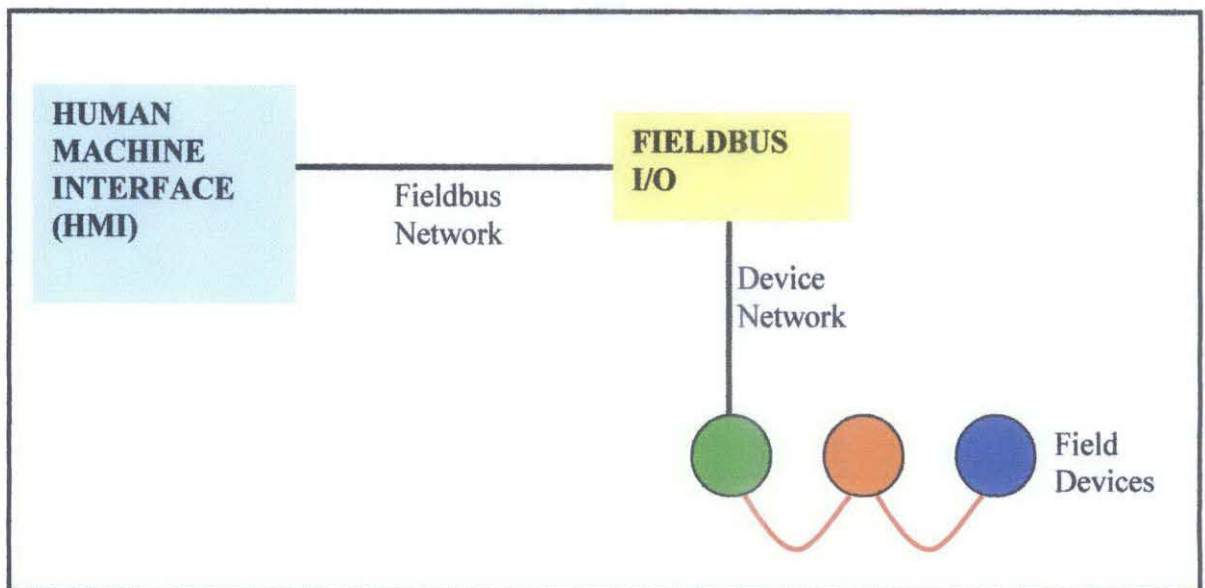 HUMAN
MACHINE
INTERFACE
(HMI)
Fieldbus
Network
FIELDBUS
I/O
Device
Network
Field
Devices